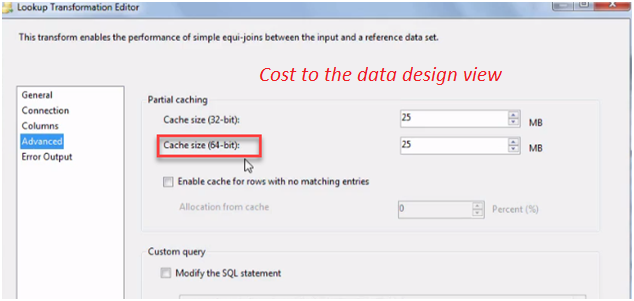 Lookup Transformation Editor
This transform enables the performance of simple equi-joins between the input and a reference data set.
Cost to the data design view
General
Connection
Columns
Advanced
Error Output
Partial caching
Cache size (32-bit):
25
MB
Cache size (64-bit):
25
MB
Enable cache for rows with no matching entries
Allocation from cache
0
Percent (%)
Custom query
Modify the SQL statement